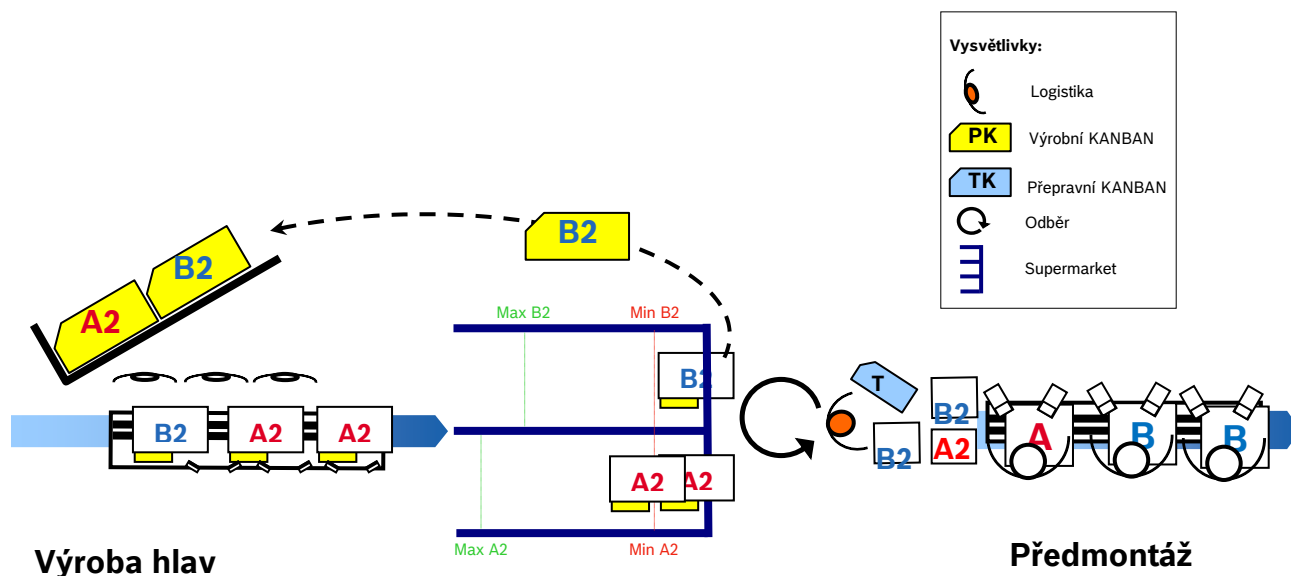 Vysvětlivky:
Logistika
PK
Výrobní KANBAN
TK
Přepravní KANBAN
Odběr
Supermarket
B2
B2
A2
Max B2
Min B2
B2
T
B2
B2
A2
A
B
B
B2
A2
A2
A2
A2
B2
Max A2
Min A2
Výroba hlav
Předmontáž